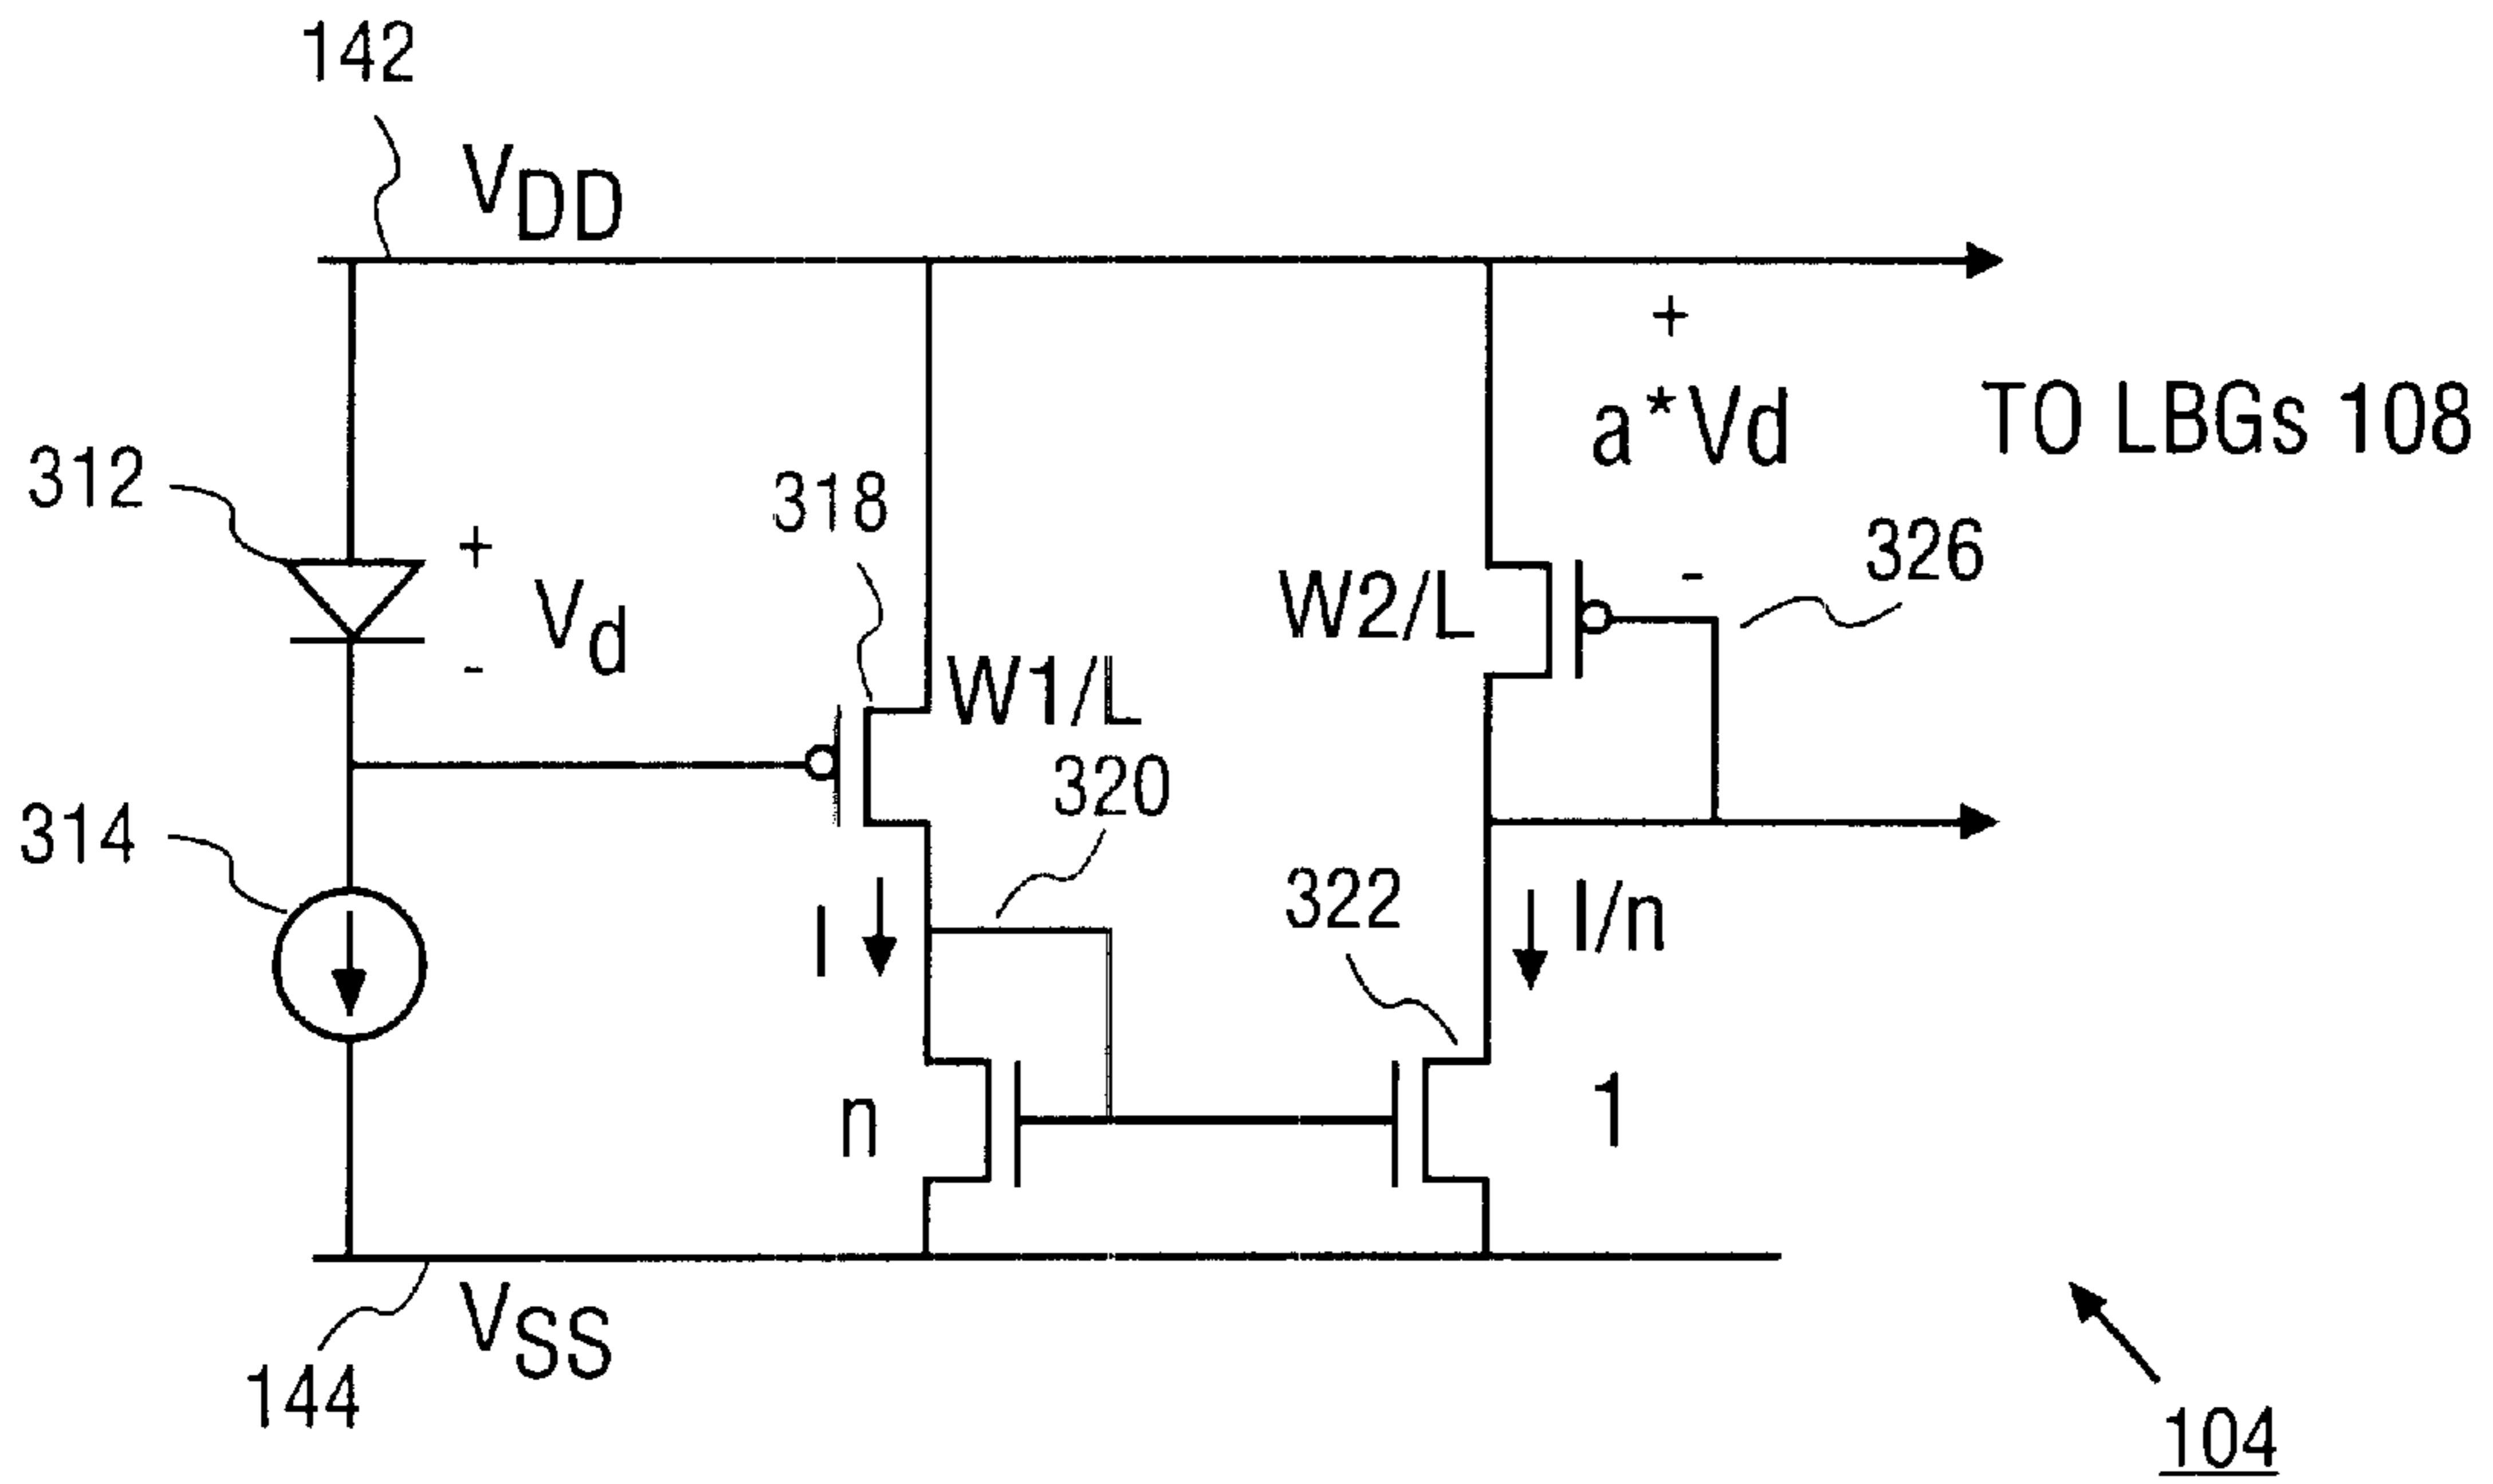 142
VDD
+
a*Vd
TO LBGs 108
312
+
Vd
-
318
W1/L
W2/L
-
326
320
314
I
322
I/n
n
1
VSS
144
104